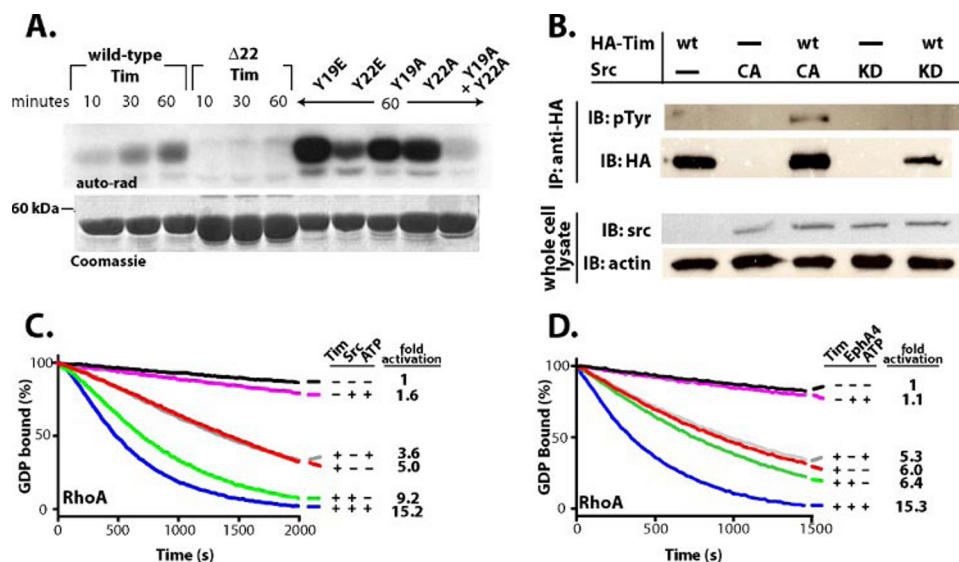 A.
wild-type Tim
Δ22 Tim
Y19E Y22E Y19A Y22A Y19A + Y22A
minutes 10 30 60 10 30 60 60
auto-rad
60 kDa
Coomassie
B.
HA-Tim wt — wt — wt
Src — CA CA KD KD
IP: anti-HA
IB: pTyr
IB: HA
whole cell lysate
IB: src
IB: actin
C.
Tim Src ATP fold activation
GDP bound (%)
100
50
0
- - - 1
- + + 1.6
+ - + 3.6
+ - - 5.0
+ + - 9.2
+ + + 15.2
RhoA
0 500 1000 1500 2000
Time (s)
D.
Tim EphA4 ATP fold activation
GDP Bound (%)
100
50
0
- - - 1
- + + 1.1
+ - + 5.3
+ - - 6.0
+ + - 6.4
+ + + 15.3
RhoA
0 500 1000 1500
Time (s)